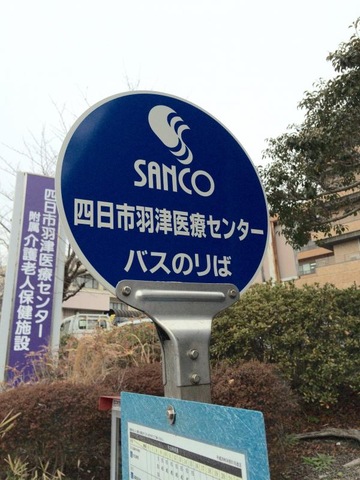 SANCO
四日市羽津医療センター
バスのりば
四日市羽津医療センター
附属介護老人保健施設